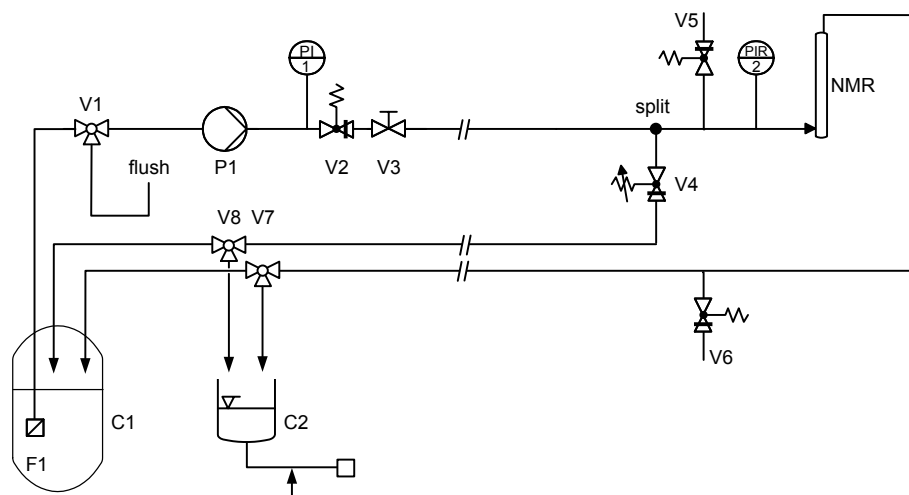 V5
PI
1
PIR
2
NMR
V1
split
flush
P1
V2
V3
V4
V8
V7
V6
C1
C2
F1